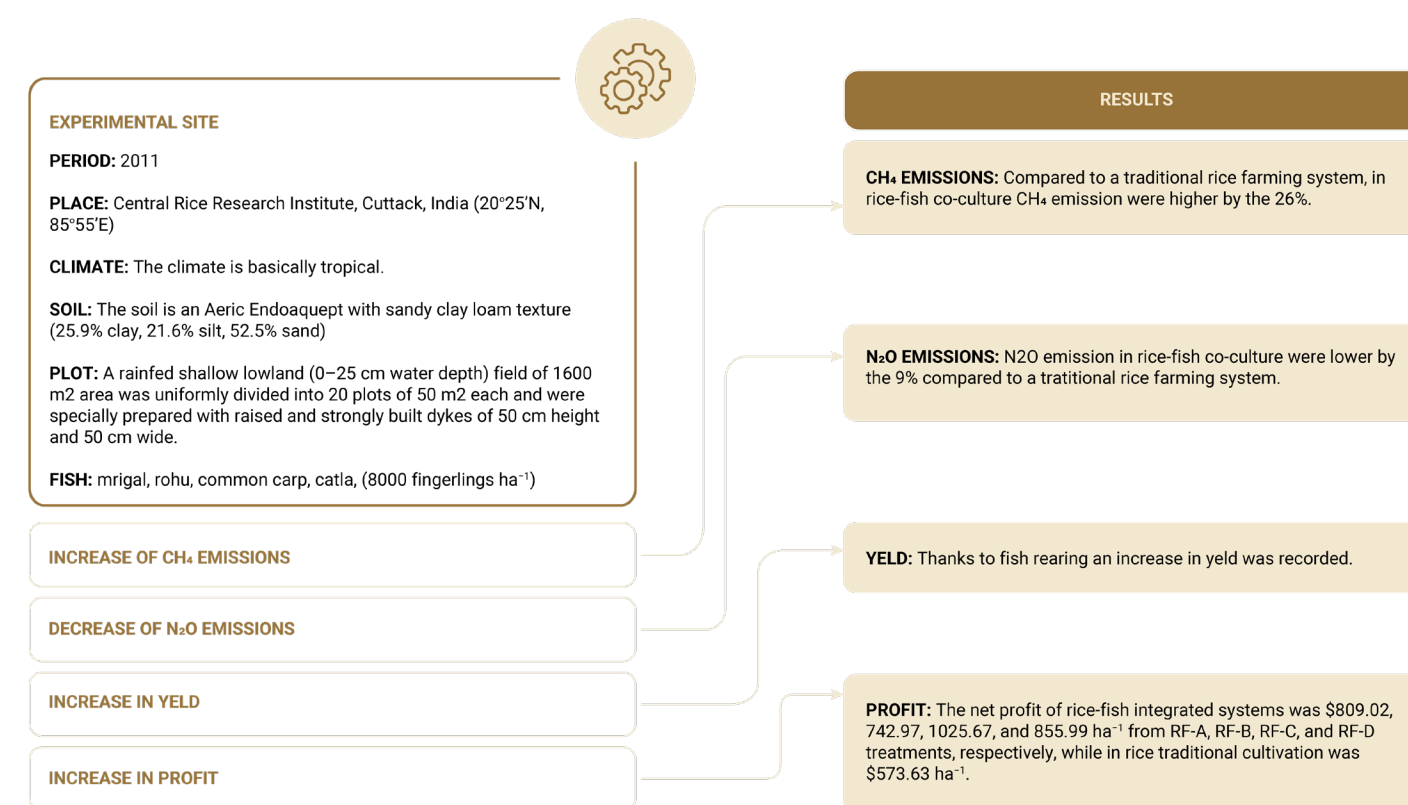 EXPERIMENTAL SITE
PERIOD: 2011
PLACE: Central Rice Research Institute, Cuttack, India (20°25’N,
85°55’E)
CLIMATE: The climate is basically tropical.
SOIL: The soil is an Aeric Endoaquept with sandy clay loam texture
(25.9% clay, 21.6% silt, 52.5% sand)
PLOT: A rainfed shallow lowland (0–25 cm water depth) field of 1600
m2 area was uniformly divided into 20 plots of 50 m2 each and were
specially prepared with raised and strongly built dykes of 50 cm height
and 50 cm wide.
FISH: mrigal, rohu, common carp, catla, (8000 fingerlings ha⁻¹)
INCREASE OF CH₄ EMISSIONS
DECREASE OF N₂O EMISSIONS
INCREASE IN YELD
INCREASE IN PROFIT
RESULTS
CH₄ EMISSIONS: Compared to a traditional rice farming system, in
rice-fish co-culture CH₄ emission were higher by the 26%.
N₂O EMISSIONS: N2O emission in rice-fish co-culture were lower by
the 9% compared to a tratitional rice farming system.
YELD: Thanks to fish rearing an increase in yeld was recorded.
PROFIT: The net profit of rice-fish integrated systems was $809.02,
742.97, 1025.67, and 855.99 ha⁻¹ from RF-A, RF-B, RF-C, and RF-D
treatments, respectively, while in rice traditional cultivation was
$573.63 ha⁻¹.